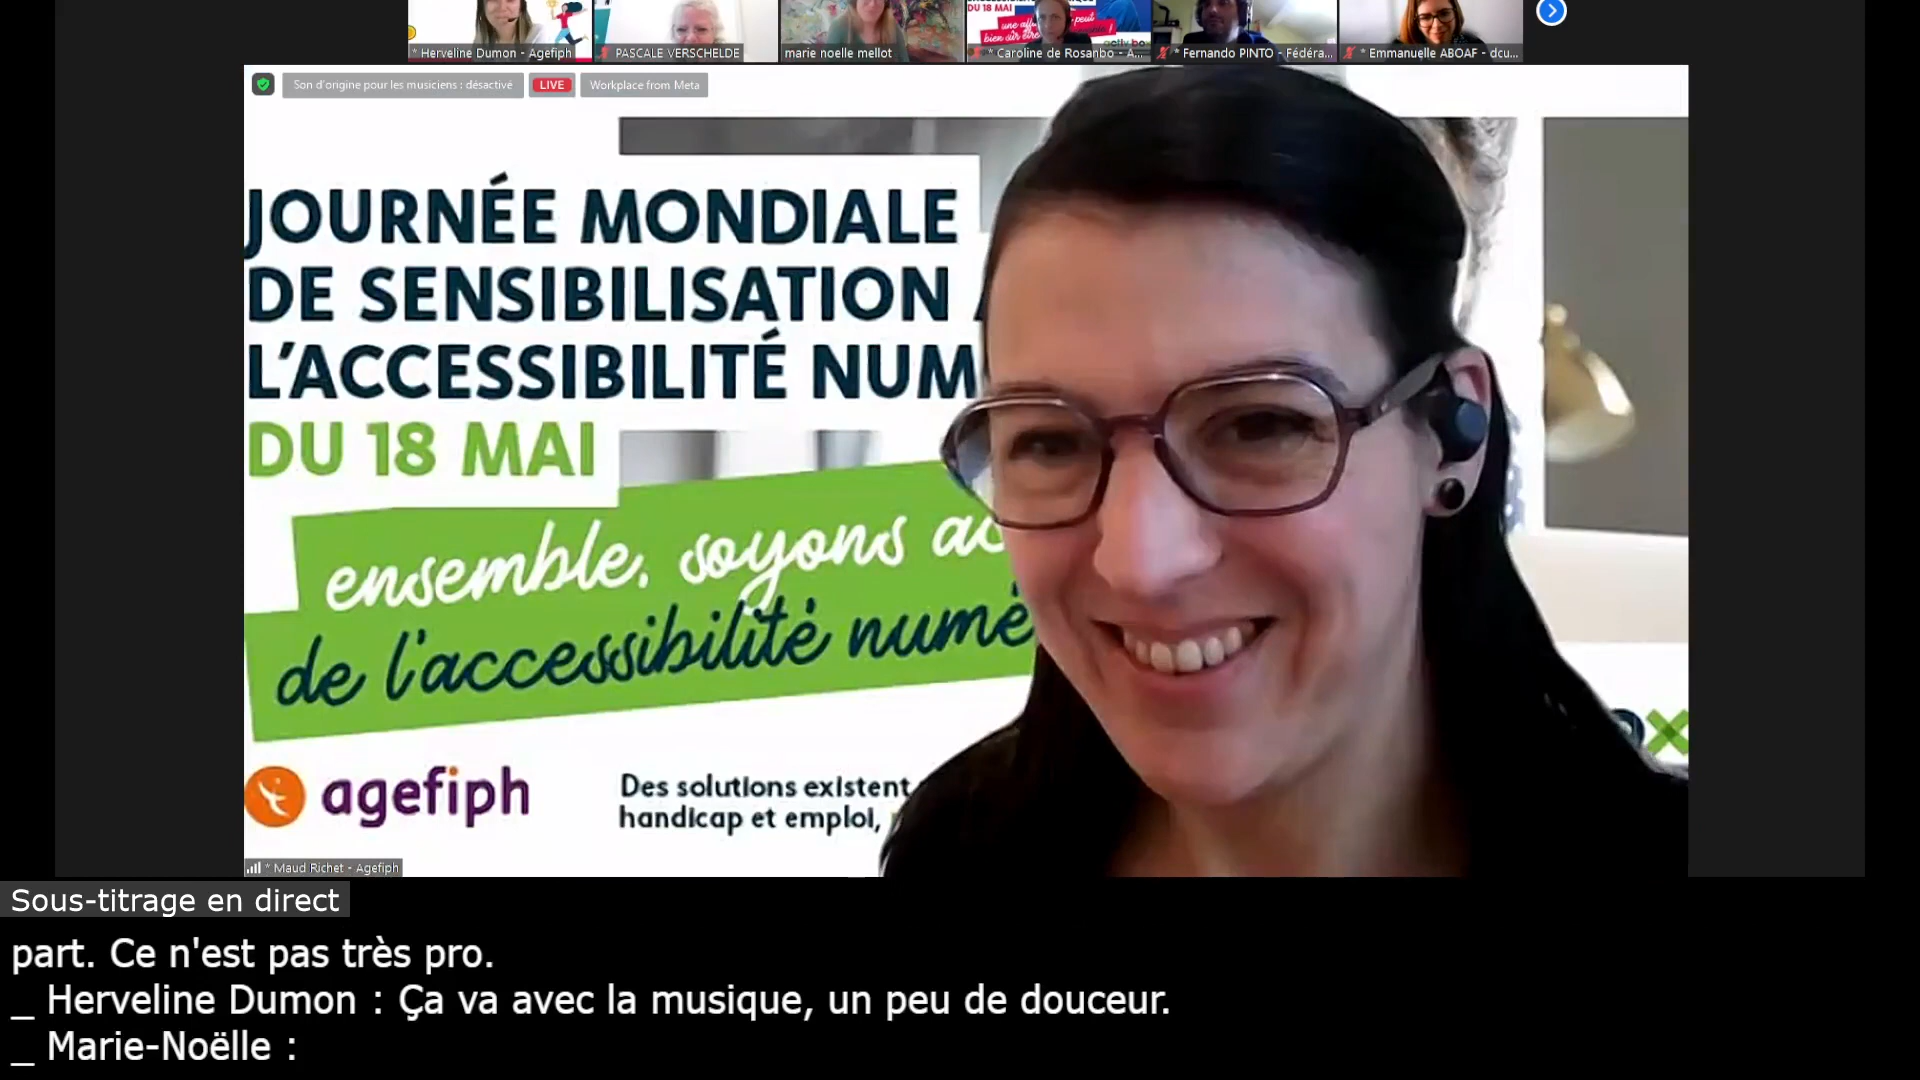 DU 18 MAI
* Herveline Dumon - Agefiph
PASCALE VERSCHELDE
marie noelle mellot
* Caroline de Rosanbo - A...
* Fernando PINTO - Fédéra...
* Emmanuelle ABOAF - dcu...
Son d'origine pour les musiciens : désactivé
LIVE
Workplace from Meta
JOURNÉE MONDIALE
DE SENSIBILISATION
L'ACCESSIBILITÉ NUM
DU 18 MAI
ensemble, soyons ac
de l'accessibilité numé
agefiph
Des solutions existent
handicap et emploi,
* Maud Richet - Agefiph
Sous-titrage en direct
part. Ce n'est pas très pro.
_ Herveline Dumon : Ça va avec la musique, un peu de douceur.
_ Marie-Noëlle :